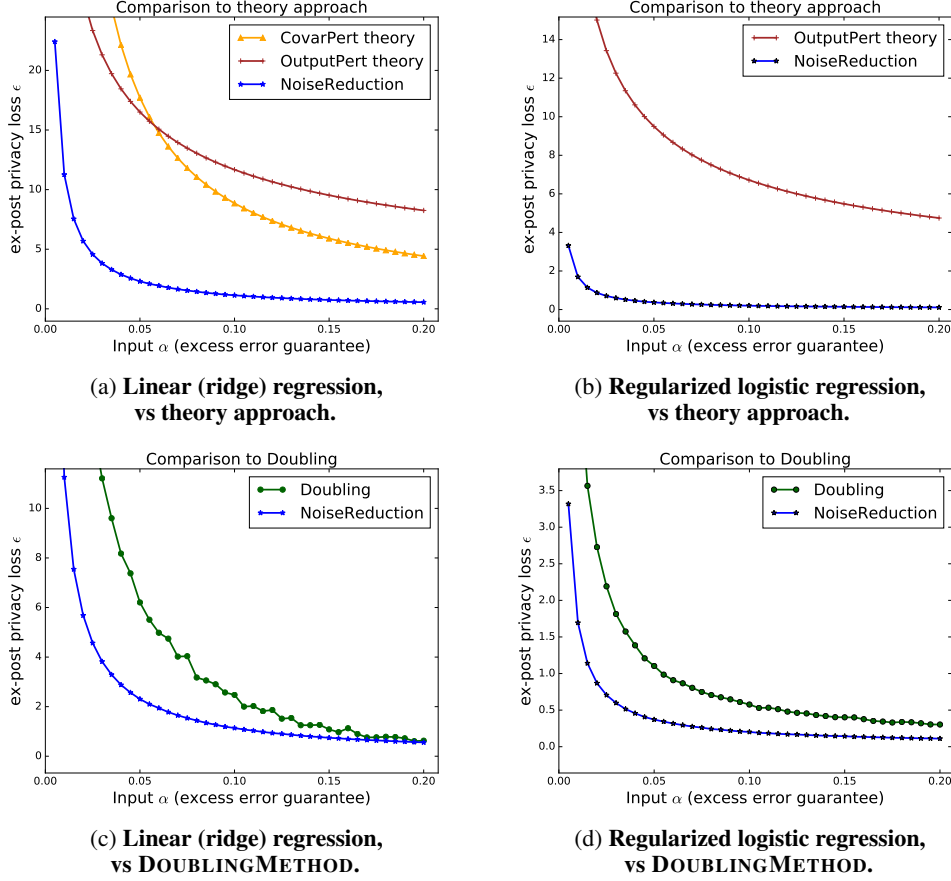 Comparison to theory approach
ex-post privacy loss ϵ
20
15
10
5
0
CovarPert theory
OutputPert theory
NoiseReduction
0.00 0.05 0.10 0.15 0.20
Input α (excess error guarantee)
(a) Linear (ridge) regression,
vs theory approach.
Comparison to theory approach
ex-post privacy loss ϵ
14
12
10
8
6
4
2
0
OutputPert theory
NoiseReduction
0.00 0.05 0.10 0.15 0.20
Input α (excess error guarantee)
(b) Regularized logistic regression,
vs theory approach.
Comparison to Doubling
ex-post privacy loss ϵ
10
8
6
4
2
0
Doubling
NoiseReduction
0.00 0.05 0.10 0.15 0.20
Input α (excess error guarantee)
(c) Linear (ridge) regression,
vs DOUBLINGMETHOD.
Comparison to Doubling
ex-post privacy loss ϵ
3.5
3.0
2.5
2.0
1.5
1.0
0.5
0.0
Doubling
NoiseReduction
0.00 0.05 0.10 0.15 0.20
Input α (excess error guarantee)
(d) Regularized logistic regression,
vs DOUBLINGMETHOD.